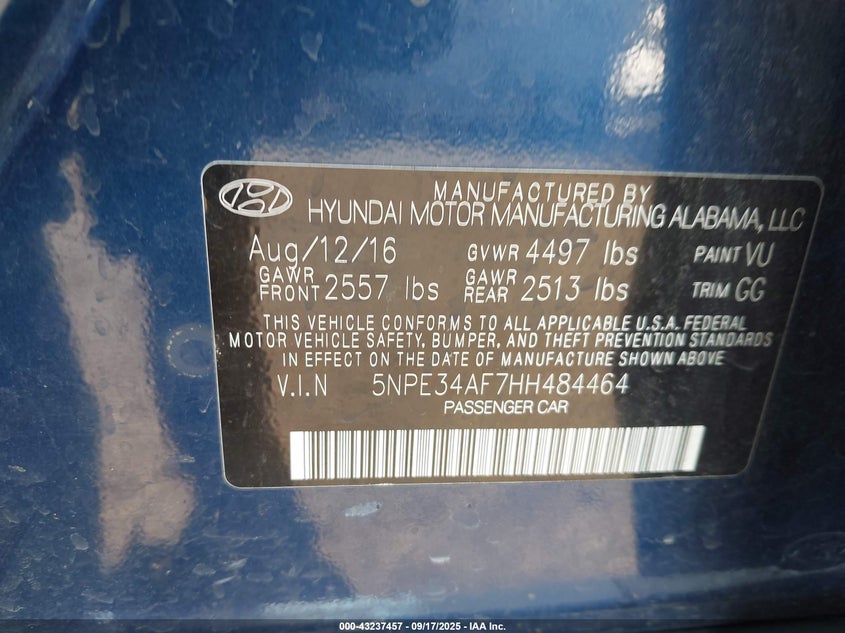 MANUFACTURED BY
HYUNDAI MOTOR MANUFACTURING ALABAMA, LLC
Aug/12/16 GVWR 4497 lbs PAINT VU
GAWR FRONT 2557 lbs GAWR REAR 2513 lbs TRIM GG
THIS VEHICLE CONFORMS TO ALL APPLICABLE U.S.A. FEDERAL
MOTOR VEHICLE SAFETY, BUMPER, AND THEFT PREVENTION STANDARDS
IN EFFECT ON THE DATE OF MANUFACTURE SHOWN ABOVE.
V.I.N 5NPE34AF7HH484464
PASSENGER CAR
000-43237457 - 09/17/2025 - IAA Inc.